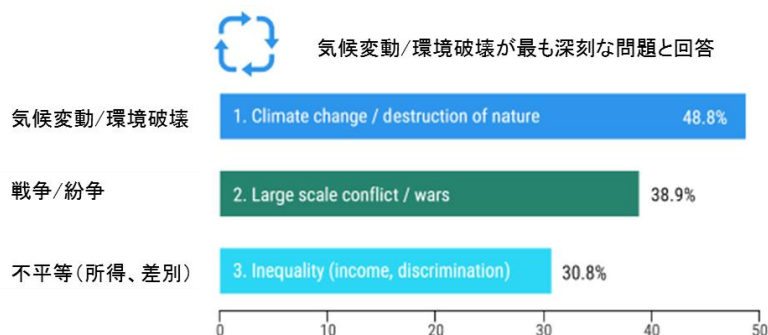 気候変動/環境破壊が最も深刻な問題と回答
気候変動/環境破壊
1. Climate change / destruction of nature
48.8%
戦争/紛争
2. Large scale conflict / wars
38.9%
不平等(所得、差別)
3. Inequality (income, discrimination)
30.8%
0 10 20 30 40 50